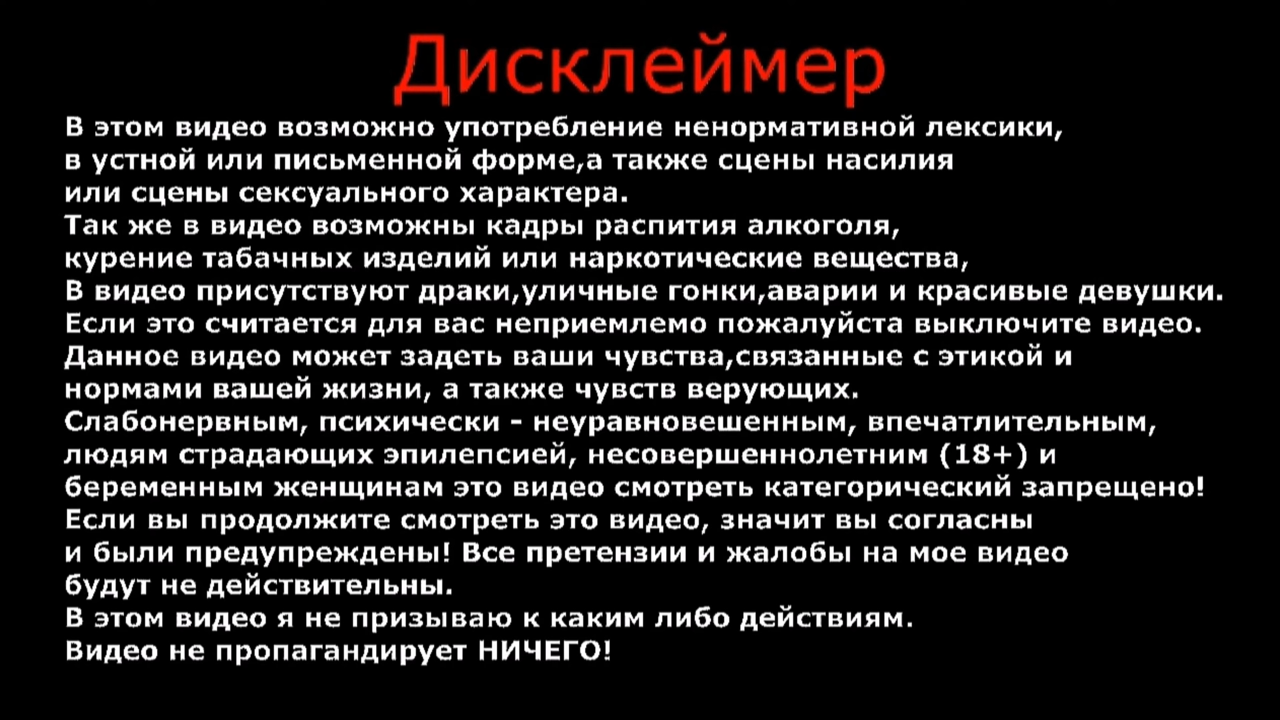 Дисклеймер
В этом видео возможно употребление ненормативной лексики,
в устной или письменной форме,а также сцены насилия
или сцены сексуального характера.
Так же в видео возможны кадры распития алкоголя,
курение табачных изделий или наркотические вещества,
В видео присутствуют драки,уличные гонки,аварии и красивые девушки.
Если это считается для вас неприемлемо пожалуйста выключите видео.
Данное видео может задеть ваши чувства,связанные с этикой и
нормами вашей жизни, а также чувств верующих.
Слабонервным, психически - неуравновешенным, впечатлительным,
людям страдающих эпилепсией, несовершеннолетним (18+) и
беременным женщинам это видео смотреть категорический запрещено!
Если вы продолжите смотреть это видео, значит вы согласны
и были предупреждены! Все претензии и жалобы на мое видео
будут не действительны.
В этом видео я не призываю к каким либо действиям.
Видео не пропагандирует НИЧЕГО!